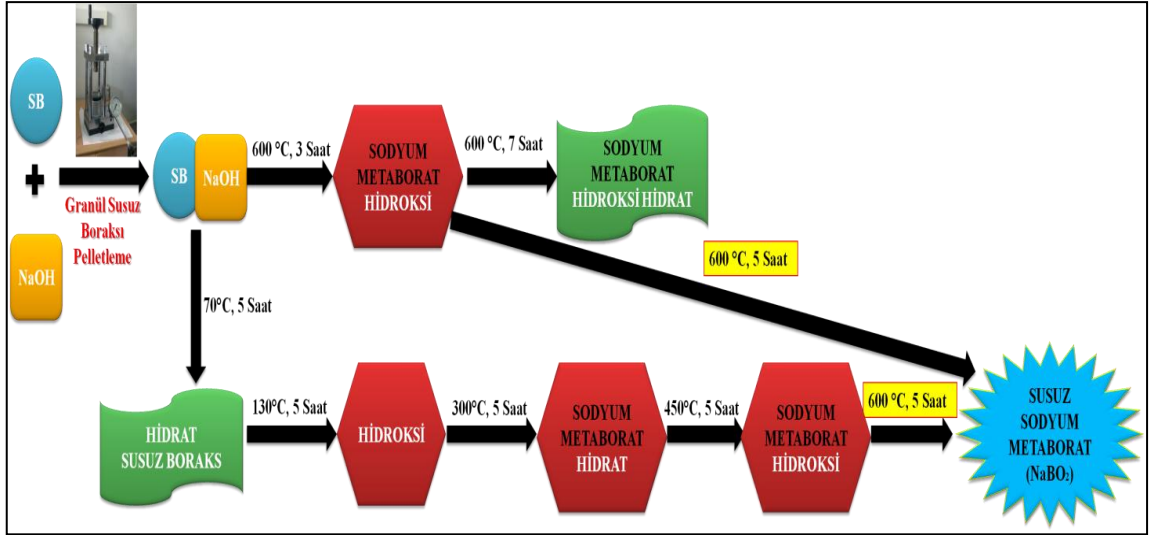 SB
NaOH
Granül Susuz
Boraksı
Pelletleme
SB
NaOH
600 °C, 3 Saat
SODYUM
METABORAT
HİDROKSİ
600 °C, 7 Saat
SODYUM
METABORAT
HİDROKSİ HİDRAT
600 °C, 5 Saat
70°C, 5 Saat
HİDRAT
SUSUZ BORAKS
130°C, 5 Saat
HİDROKSİ
300°C, 5 Saat
SODYUM
METABORAT
HİDRAT
450°C, 5 Saat
SODYUM
METABORAT
HİDROKSİ
600 °C, 5 Saat
SUSUZ
SODYUM
METABORAT
(NaBO₂)